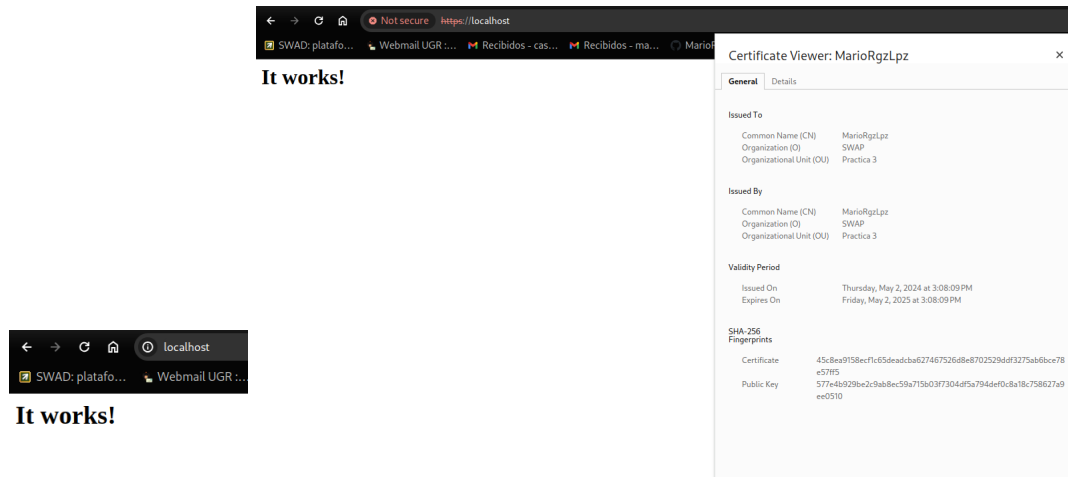 Not secure https://localhost
SWAD: platafo... Webmail UGR :... Recibidos - cas... Recibidos - ma... MarioR
It works!
Certificate Viewer: MarioRgzLpz
General Details
Issued To
Common Name (CN) MarioRgzLpz
Organization (O) SWAP
Organizational Unit (OU) Practica 3
Issued By
Common Name (CN) MarioRgzLpz
Organization (O) SWAP
Organizational Unit (OU) Practica 3
Validity Period
Issued On Thursday, May 2, 2024 at 3:08:09 PM
Expires On Friday, May 2, 2025 at 3:08:09 PM
SHA-256
Fingerprints
Certificate 45c8ea9158ecf1c65deadcba627467526d8e8702529ddf3275ab6bce78
e57ff5
Public Key 577e4b929be2c9ab8ec59a715b03f7304df5a794def0c8a18c758627a9
ee0510
localhost
SWAD: platafo... Webmail UGR :...
It works!